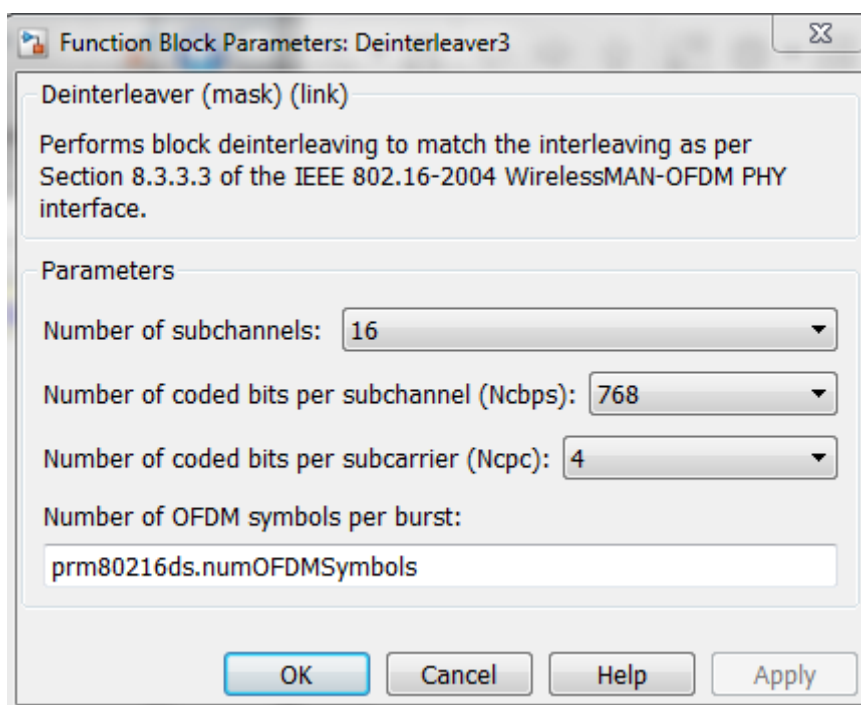 Function Block Parameters: Deinterleaver3
Deinterleaver (mask) (link)
Performs block deinterleaving to match the interleaving as per
Section 8.3.3.3 of the IEEE 802.16-2004 WirelessMAN-OFDM PHY
interface.
Parameters
Number of subchannels: 16
Number of coded bits per subchannel (Ncbps): 768
Number of coded bits per subcarrier (Ncpc): 4
Number of OFDM symbols per burst:
prm80216ds.numOFDMSymbols
OK Cancel Help Apply